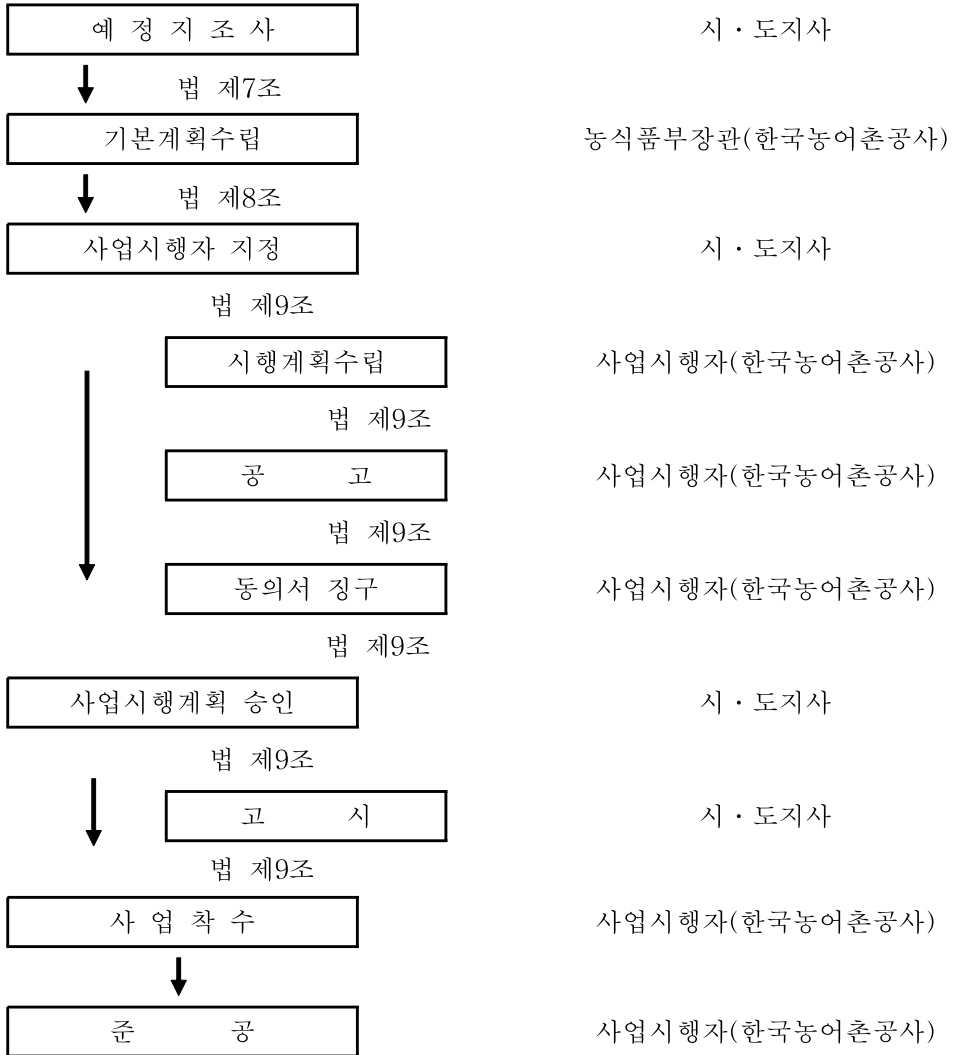 예 정 지 조 사 시·도지사
법 제7조
기본계획수립 농식품부장관(한국농어촌공사)
법 제8조
사업시행자 지정 시·도지사
법 제9조
시행계획수립 사업시행자(한국농어촌공사)
법 제9조
공 고 사업시행자(한국농어촌공사)
법 제9조
동의서 징구 사업시행자(한국농어촌공사)
법 제9조
사업시행계획 승인 시·도지사
법 제9조
고 시 시·도지사
법 제9조
사 업 착 수 사업시행자(한국농어촌공사)
준 공 사업시행자(한국농어촌공사)